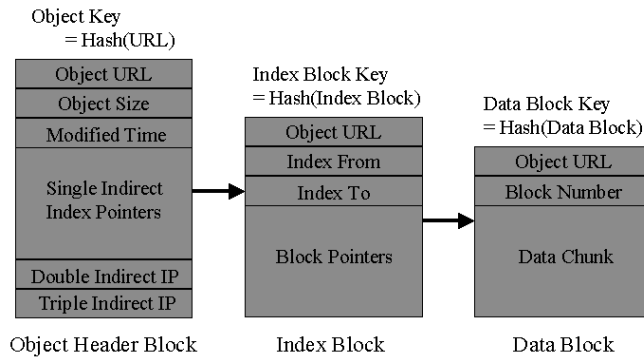 Object Key
= Hash(URL)
Object URL
Object Size
Modified Time
Single Indirect
Index Pointers
Double Indirect IP
Triple Indirect IP
Object Header Block
Index Block Key
= Hash(Index Block)
Object URL
Index From
Index To
Block Pointers
Index Block
Data Block Key
= Hash(Data Block)
Object URL
Block Number
Data Chunk
Data Block